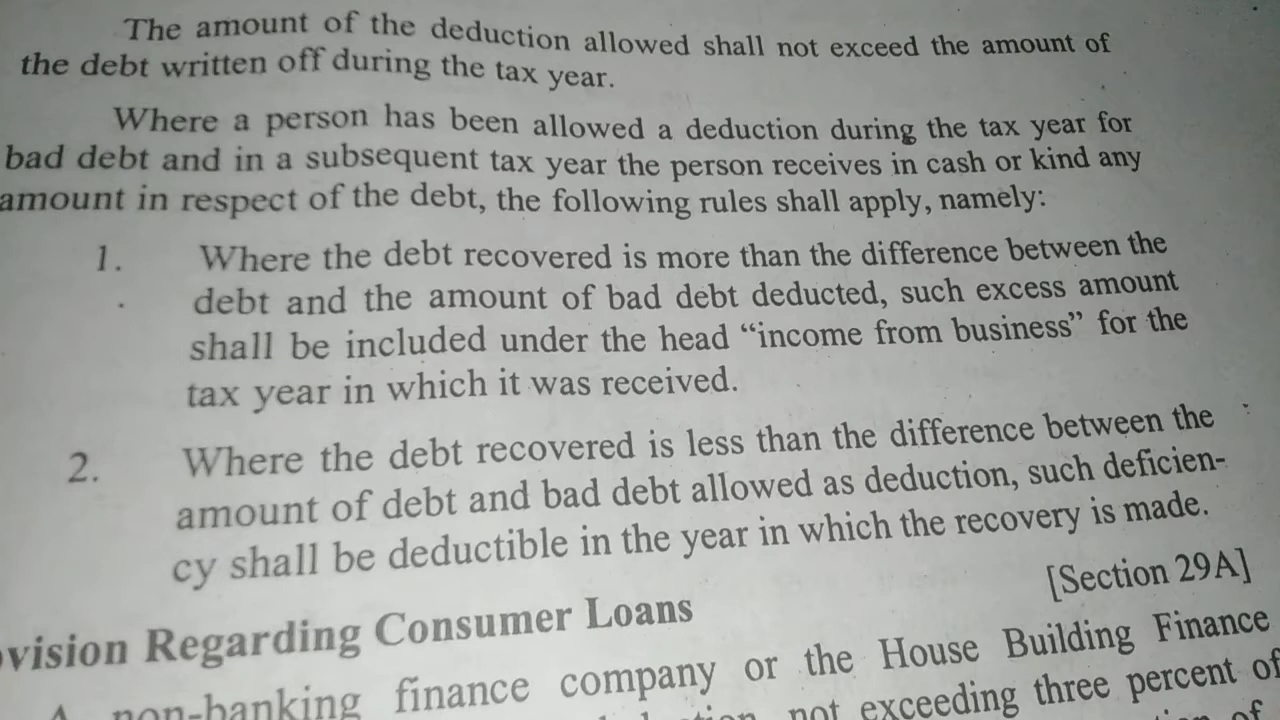 The amount of the deduction allowed shall not exceed the amount of
the debt written off during the tax year.
Where a person has been allowed a deduction during the tax year for
bad debt and in a subsequent tax year the person receives in cash or kind any
amount in respect of the debt, the following rules shall apply, namely:
1. Where the debt recovered is more than the difference between the
debt and the amount of bad debt deducted, such excess amount
shall be included under the head “income from business” for the
tax year in which it was received.
2. Where the debt recovered is less than the difference between the
amount of debt and bad debt allowed as deduction, such deficien-
cy shall be deductible in the year in which the recovery is made.
[Section 29A]
vision Regarding Consumer Loans
A non-banking finance company or the House Building Finance
not exceeding three percent of
of